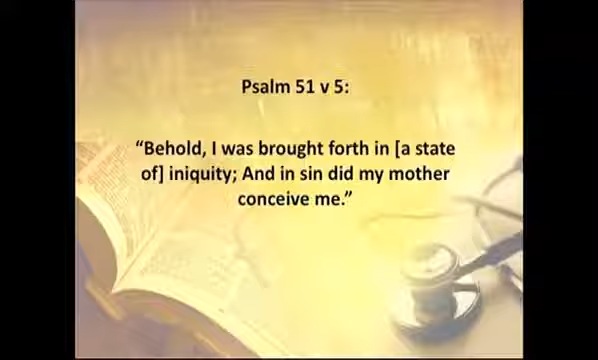 Psalm 51 v 5:
“Behold, I was brought forth in [a state
of] iniquity; And in sin did my mother
conceive me.”